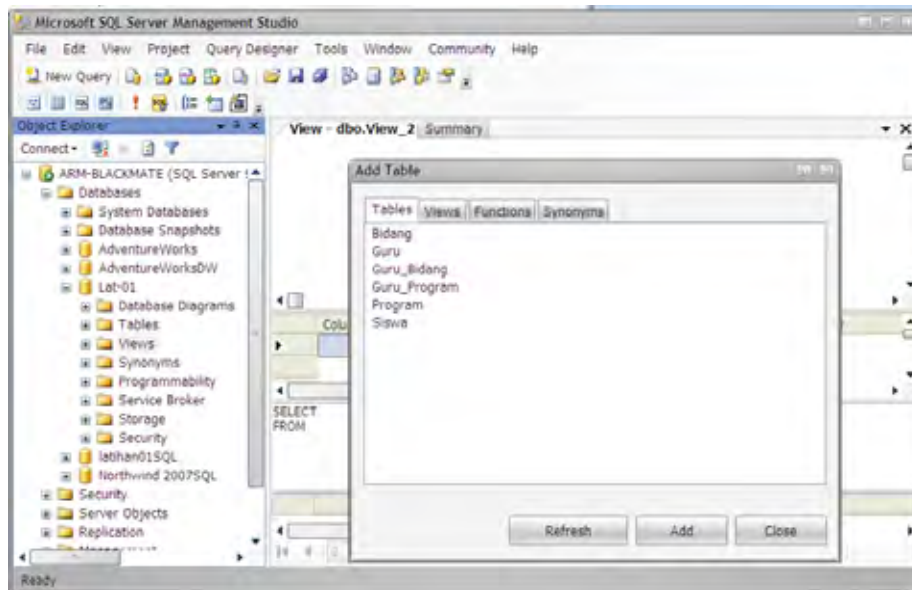 Microsoft SQL Server Management Studio
File Edit View Project Query Designer Tools Window Community Help
New Query
Object Explorer
Connect
ARM-BLACKMATE (SQL Server
Databases
System Databases
Database Snapshots
AdventureWorks
AdventureWorksDW
Lat-01
Database Diagrams
Tables
Views
Synonyms
Programmability
Service Broker
Storage
Security
latihan01SQL
Northwind 2007SQL
Security
Server Objects
Replication
View - dbo.View_2 Summary
Add Table
Tables Views Functions Synonyms
Bidang
Guru
Guru_Bidang
Guru_Program
Program
Siswa
Refresh Add Close
Colu
SELECT
FROM
Ready